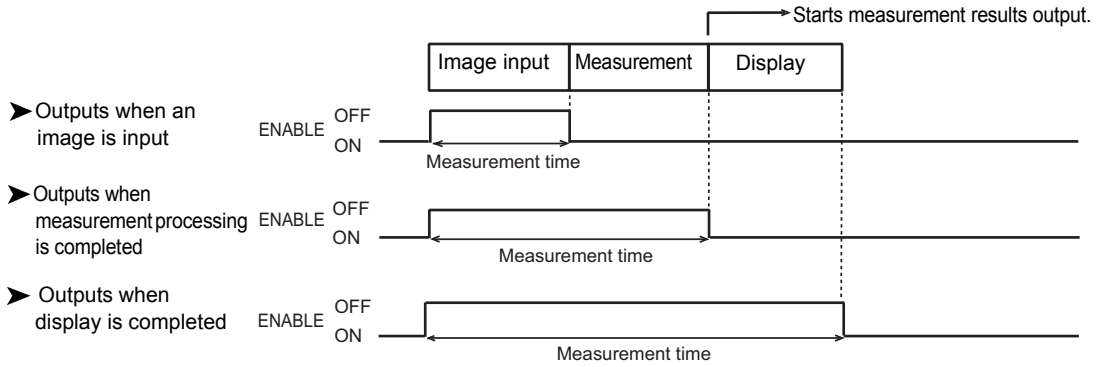 Starts measurement results output.
Image input Measurement Display
➤ Outputs when an
image is input
ENABLE OFF
ON
Measurement time
➤ Outputs when
measurement processing
is completed
ENABLE OFF
ON
Measurement time
➤ Outputs when
display is completed
ENABLE OFF
ON
Measurement time